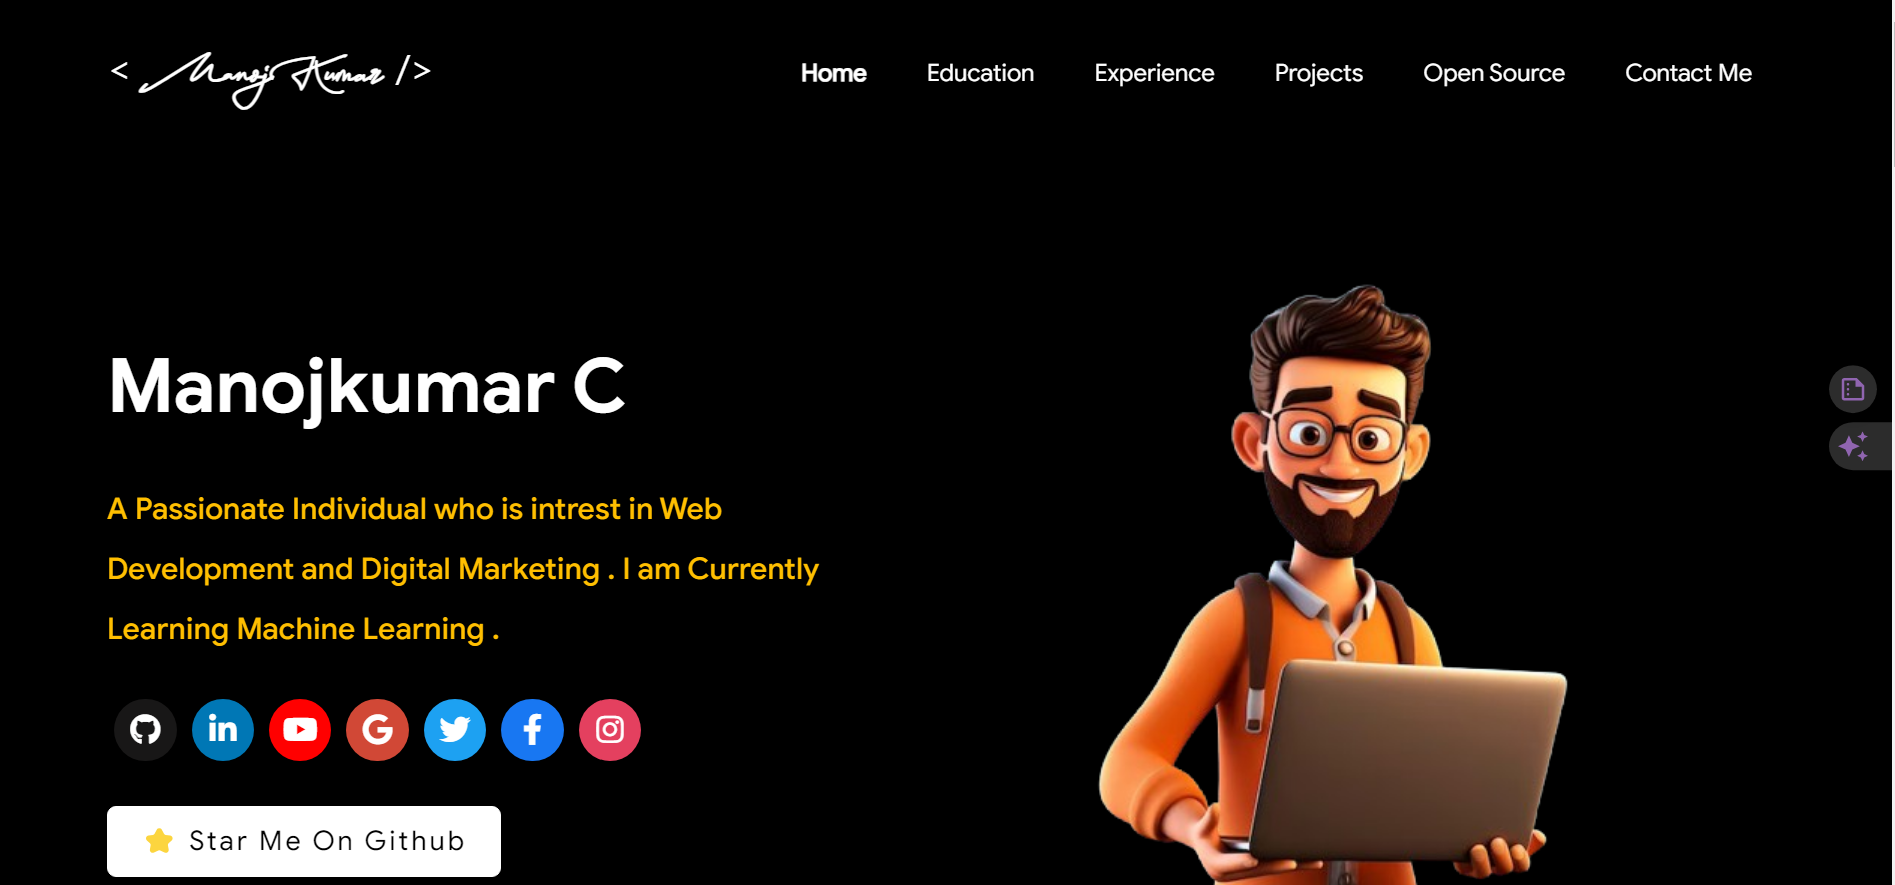 < Manoj Kumar />
Home Education Experience Projects Open Source Contact Me
Manojkumar C
A Passionate Individual who is intrest in Web
Development and Digital Marketing . I am Currently
Learning Machine Learning .
Star Me On Github